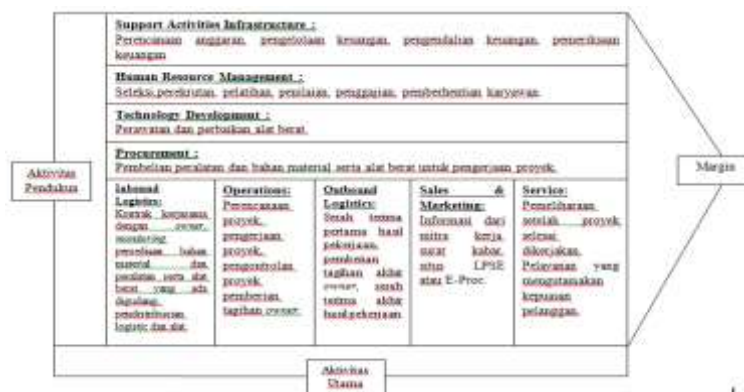 Support Activities Infrastructure :
Perencanaan anggaran, pengelolaan keuangan, pengendalian keuangan, pemeriksaan
keuangan
Human Resource Management :
Seleksi perekrutan, pelatihan, penilaian, penggajian, pemberhentian karyawan.
Technology Development :
Perawatan dan perbaikan alat berat.
Procurement :
Pembelian peralatan dan bahan material serta alat berat untuk pengerjaan proyek.
Aktivitas
Pendukun
Margin
Inbound
Logistics:
Kontrak kerjasama
dengan owner,
monitoring
persediaan bahan
material dan
peralatan serta alat
berat yang ada
digudang,
pendistribusian
logistic dan alat.
Operations:
Perencanaan
proyek,
pengerjaan
proyek,
pengontrolan
proyek,
pemberian
tagihan owner.
Outbound
Logistics:
Serah terima
pertama hasil
pekerjaan,
pemberian
tagihan akhir
owner, serah
terima akhir
hasil pekerjaan
Sales &
Marketing:
Informasi dari
mitra kerja,
surat kabar,
situs LPSE
atau E-Proc.
Service:
Pemeliharaan
setelah proyek
selesai
dikerjakan.
Pelayanan yang
mengutamakan
kepuasan
pelanggan.
Aktivitas
Utama